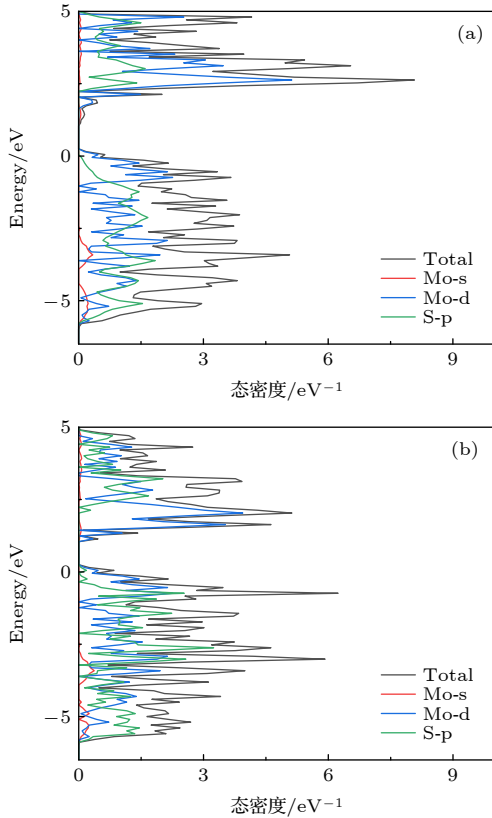 5
(a)
0
Energy/eV
Total
Mo-s
Mo-d
S-p
−5
0 3 6 9
态密度/eV⁻¹
5
(b)
0
Energy/eV
Total
Mo-s
Mo-d
S-p
−5
0 3 6 9
态密度/eV⁻¹